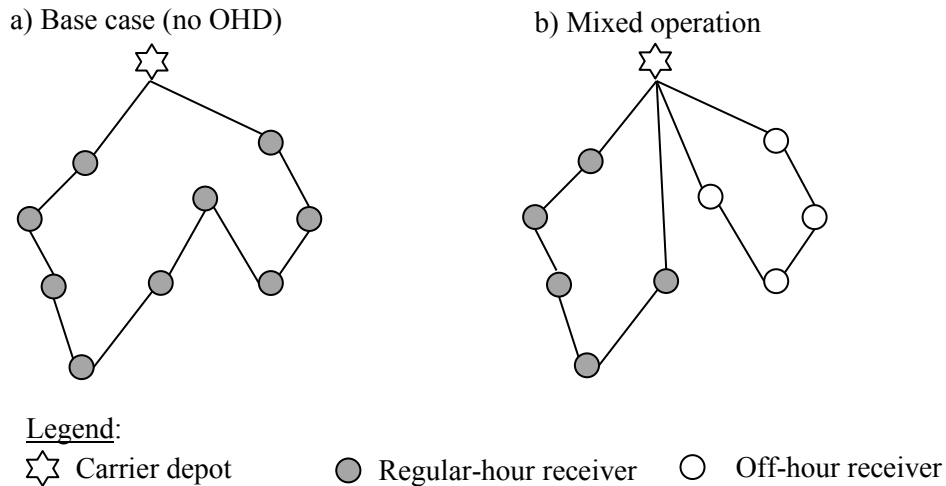 a) Base case (no OHD)
b) Mixed operation
Legend:
Carrier depot
Regular-hour receiver
Off-hour receiver